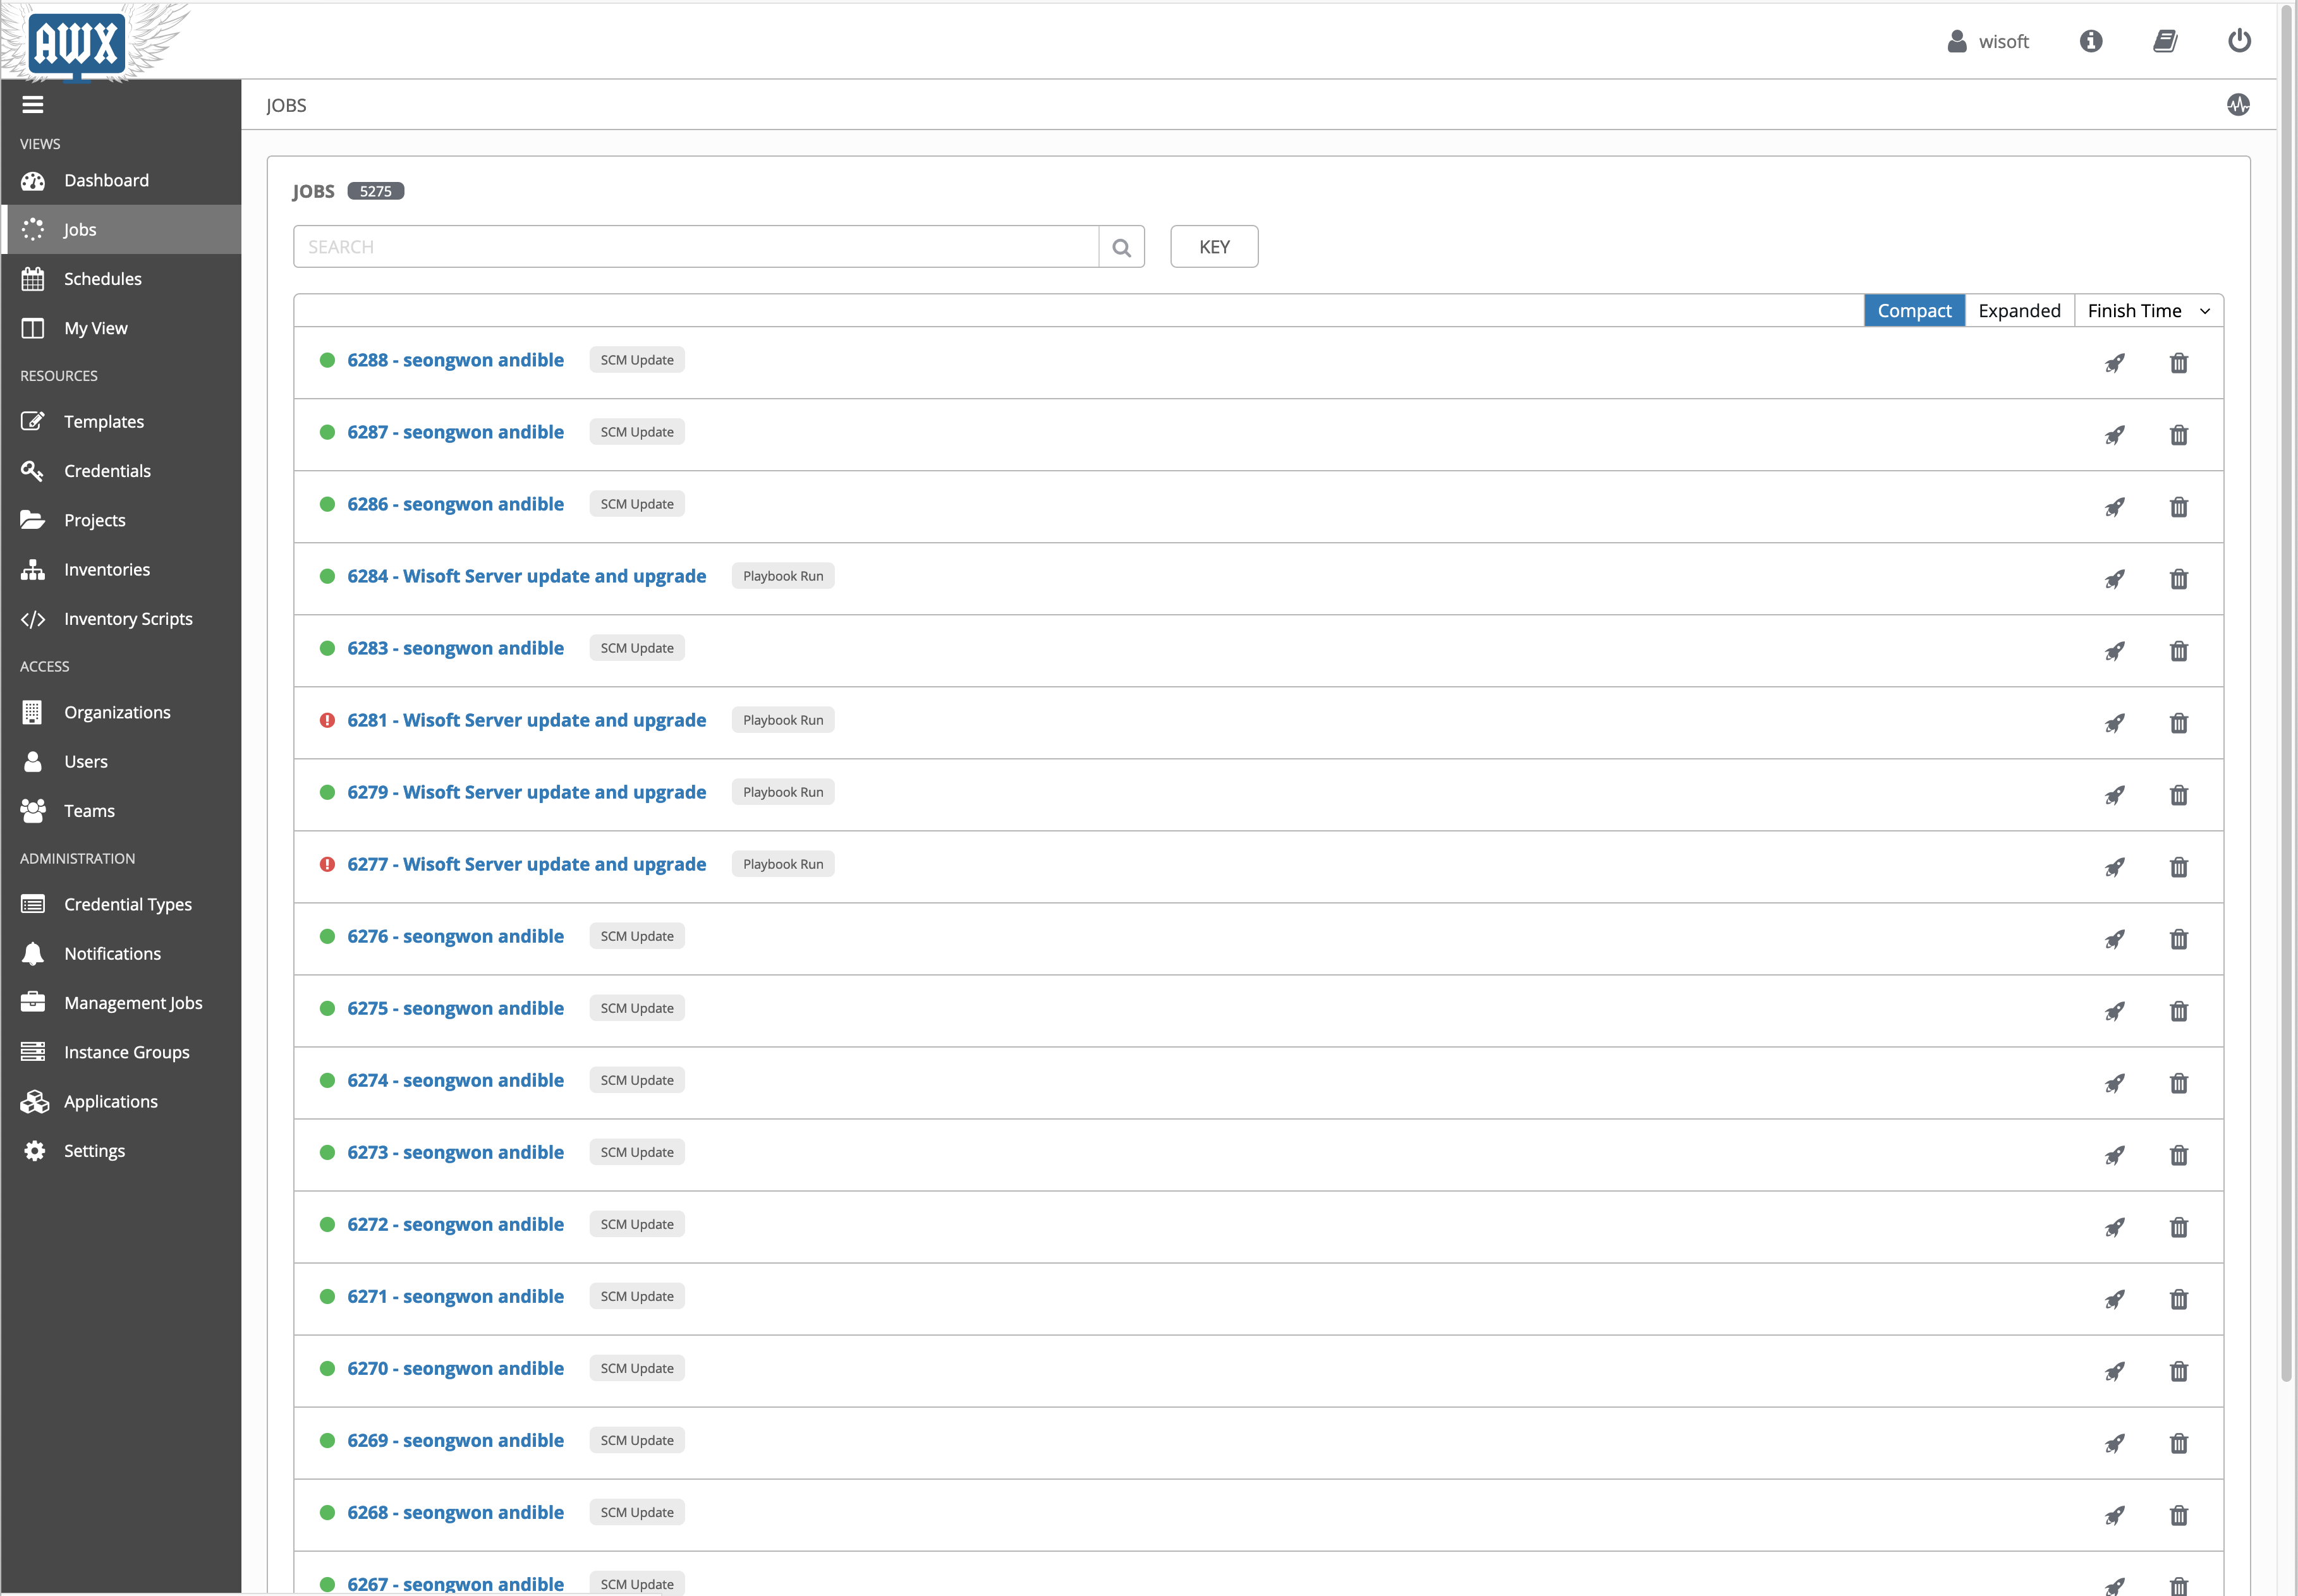 AWX
wisoft
JOBS
VIEWS
Dashboard
Jobs
Schedules
My View
RESOURCES
Templates
Credentials
Projects
Inventories
Inventory Scripts
ACCESS
Organizations
Users
Teams
ADMINISTRATION
Credential Types
Notifications
Management Jobs
Instance Groups
Applications
Settings
JOBS 5275
SEARCH
KEY
Compact Expanded Finish Time
6288 - seongwon andible SCM Update
6287 - seongwon andible SCM Update
6286 - seongwon andible SCM Update
6284 - Wisoft Server update and upgrade Playbook Run
6283 - seongwon andible SCM Update
6281 - Wisoft Server update and upgrade Playbook Run
6279 - Wisoft Server update and upgrade Playbook Run
6277 - Wisoft Server update and upgrade Playbook Run
6276 - seongwon andible SCM Update
6275 - seongwon andible SCM Update
6274 - seongwon andible SCM Update
6273 - seongwon andible SCM Update
6272 - seongwon andible SCM Update
6271 - seongwon andible SCM Update
6270 - seongwon andible SCM Update
6269 - seongwon andible SCM Update
6268 - seongwon andible SCM Update
6267 - seongwon andible SCM Update